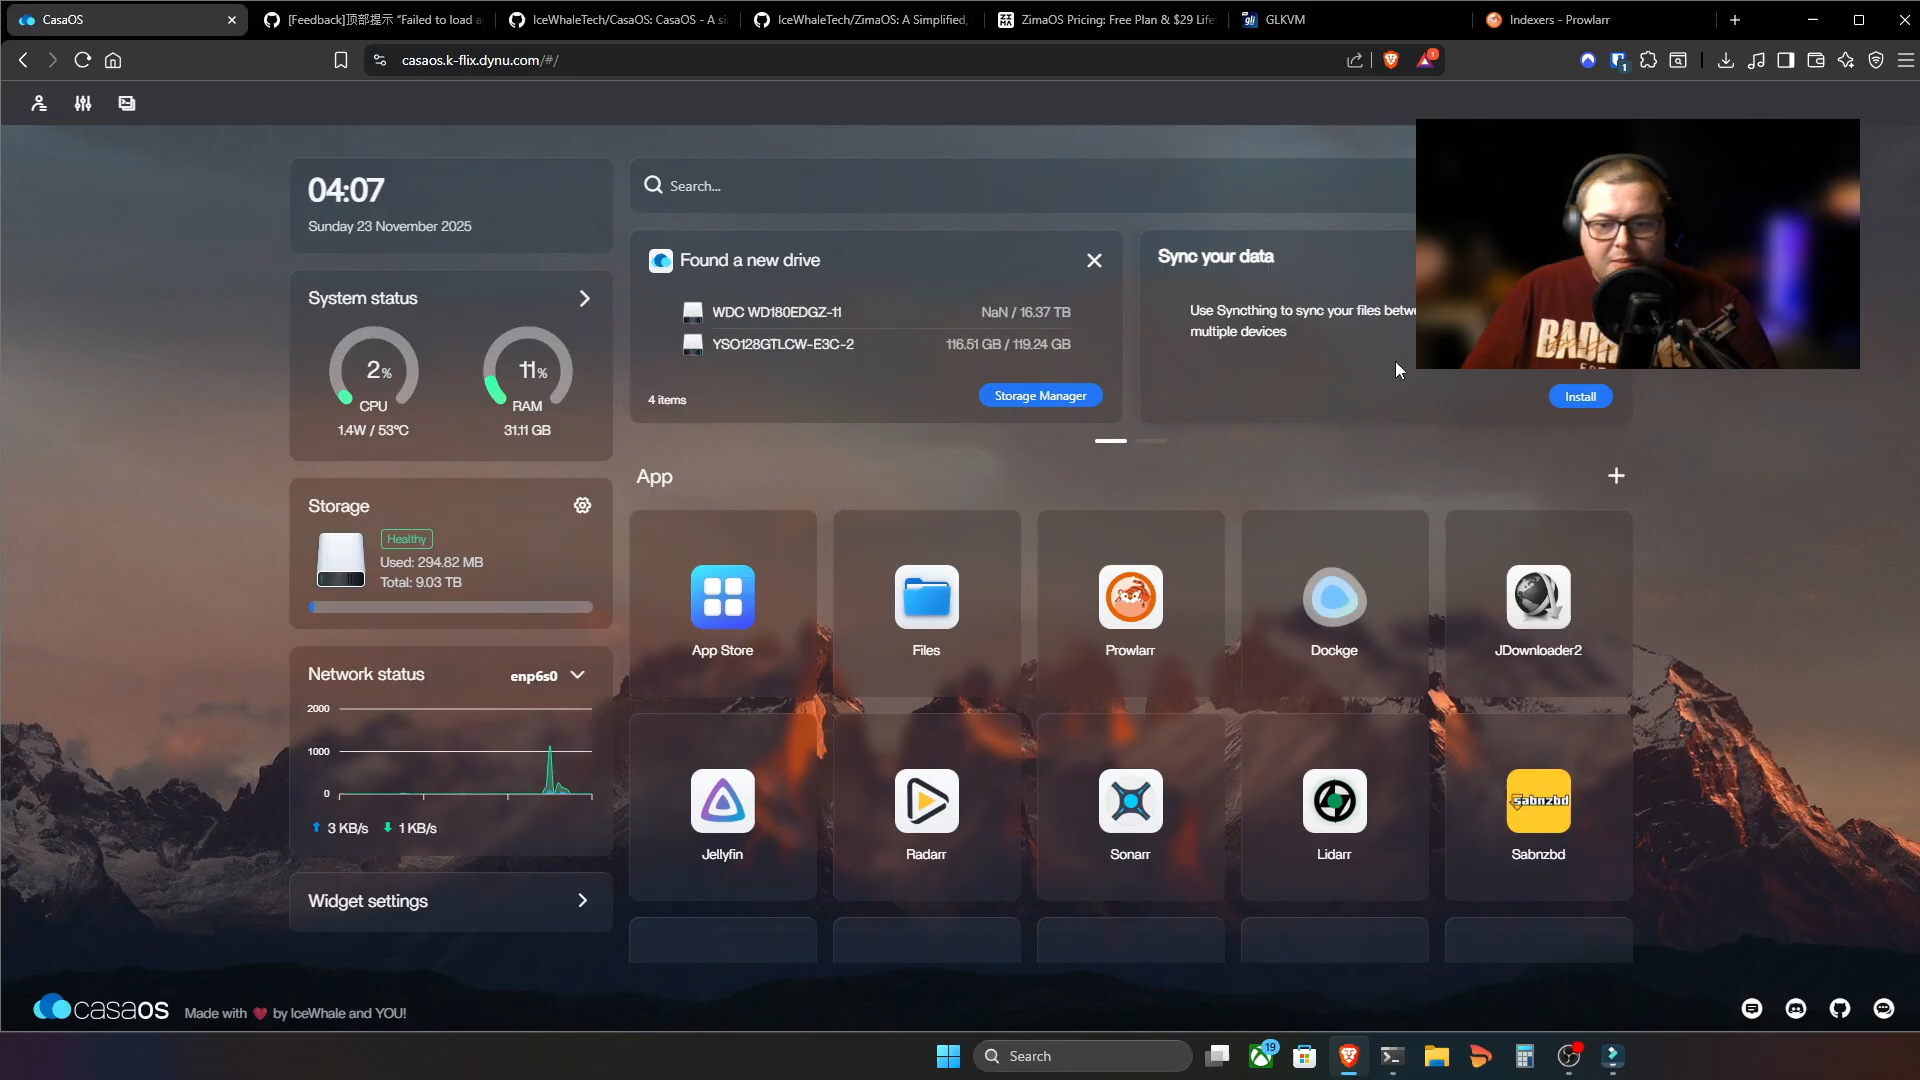 CasaOS
[Feedback]顶部提示 “Failed to load a
IceWhaleTech/CasaOS: CasaOS - A si
IceWhaleTech/ZimaOS: A Simplified,
ZimaOS Pricing: Free Plan & $29 Life
GLKVM
Indexers - Prowlarr
casaos.k-flix.dynu.com/#/
04:07
Sunday 23 November 2025
Search...
Found a new drive
WDC WD180EDGZ-11
NaN / 16.37 TB
YSO128GTLCW-E3C-2
116.51 GB / 119.24 GB
4 items
Storage Manager
Sync your data
Use Syncthing to sync your files betwe
multiple devices
Install
System status
2%
CPU
1.4W / 53°C
11%
RAM
31.11 GB
Storage
Healthy
Used: 294.82 MB
Total: 9.03 TB
Network status
enp6s0
2000
1000
0
3 KB/s
1 KB/s
Widget settings
App
App Store
Files
Prowlarr
Dockge
JDownloader2
Jellyfin
Radarr
Sonarr
Lidarr
sabnzbd
Sabnzbd
casaos
Made with by IceWhale and YOU!
Search
19
1
1